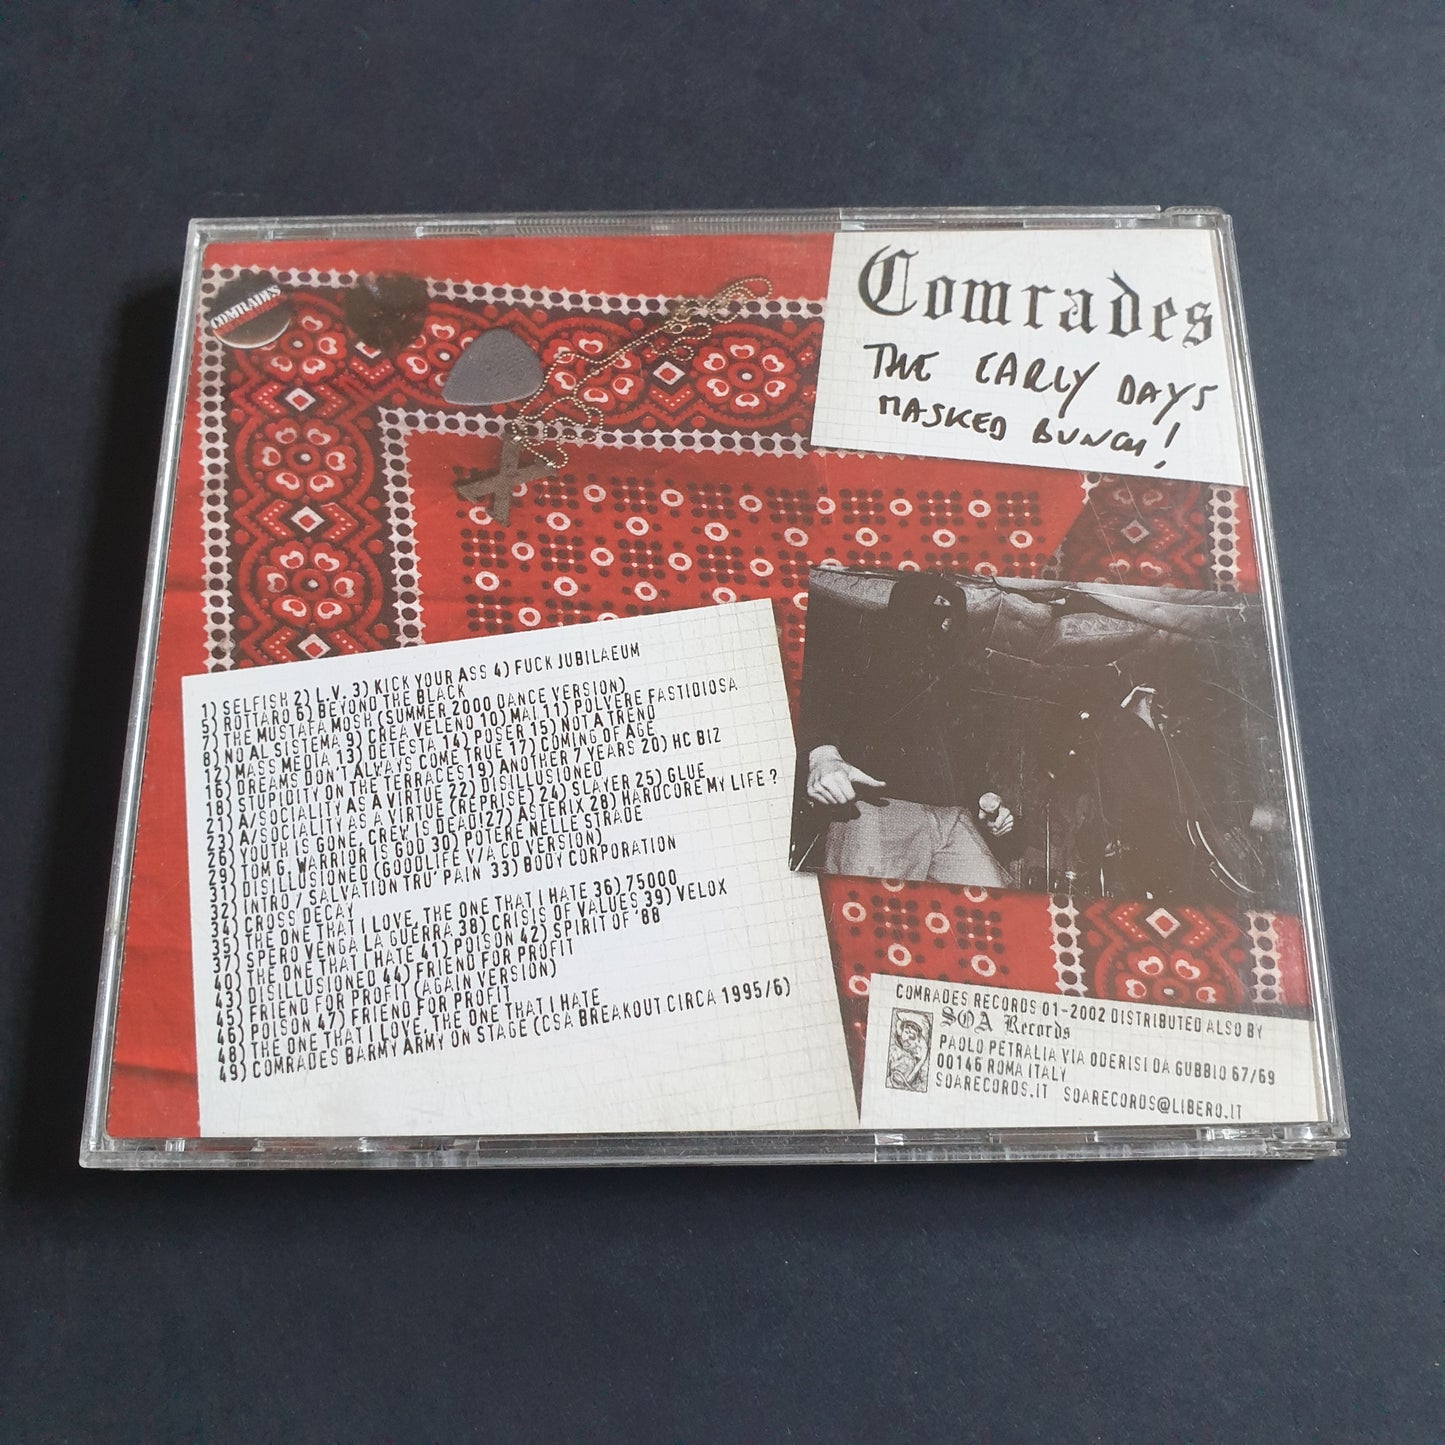 COMRADES
Comrades
THE EARLY DAYS
MASKED BUNCH!
1) SELFISH 2) L.V. 3) KICK YOUR ASS 4) FUCK JUBILAEUM
5) ROTTARO 6) BEYOND THE BLACK
7) THE MUSTAFA MOSH (SUMMER 2000 DANCE VERSION)
8) NO AL SISTEMA 9) CREA VELENO 10) MAI 11) POLVERE FASTIDIOSA
12) MASS MEDIA 13) DETESTA 14) POSER 15) NOT A TREND
16) DREAMS DON'T ALWAYS COME TRUE 17) COMING OF AGE
18) STUPIDITY ON THE TERRACES 19) ANOTHER 7 YEARS 20) HC BIZ
21) A/SOCIALITY AS A VIRTUE 22) DISILLUSIONED
23) A/SOCIALITY AS A VIRTUE (REPRISE) 24) SLAYER 25) GLUE
26) YOUTH IS GONE, CREW IS DEAD! 27) ASTERIX 28) HARDCORE MY LIFE ?
29) TOM G. WARRIOR IS GOD 30) POTERE NELLE STRADE
31) DISILLUSIONED (GOODLIFE V/A CD VERSION)
32) INTRO / SALVATION TRU' PAIN 33) BODY CORPORATION
34) CROSS DECAY
35) THE ONE THAT I LOVE, THE ONE THAT I HATE 36) 75000
37) SPERO VENGA LA GUERRA 38) CRISIS OF VALUES 39) VELOX
40) THE ONE THAT I HATE 41) POISON 42) SPIRIT OF '88
43) DISILLUSIONED 44) FRIEND FOR PROFIT
45) FRIEND FOR PROFIT (AGAIN VERSION)
46) POISON 47) FRIEND FOR PROFIT
48) THE ONE THAT I LOVE, THE ONE THAT I HATE
49) COMRADES BARMY ARMY ON STAGE (CSA BREAKOUT CIRCA 1995/6)
COMRADES RECORDS 01-2002 DISTRIBUTED ALSO BY
SOA Records
PAOLO PETRALIA VIA ODERISI DA GUBBIO 67/69
00146 ROMA ITALY
SOARECORDS.IT SOARECORDS@LIBERO.IT